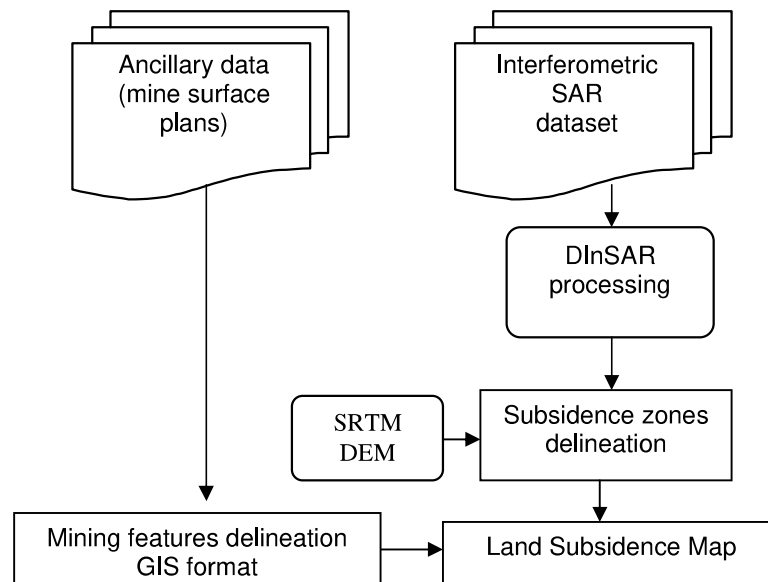 Ancillary data
(mine surface
plans)
Interferometric
SAR
dataset
DInSAR
processing
SRTM
DEM
Subsidence zones
delineation
Mining features delineation
GIS format
Land Subsidence Map